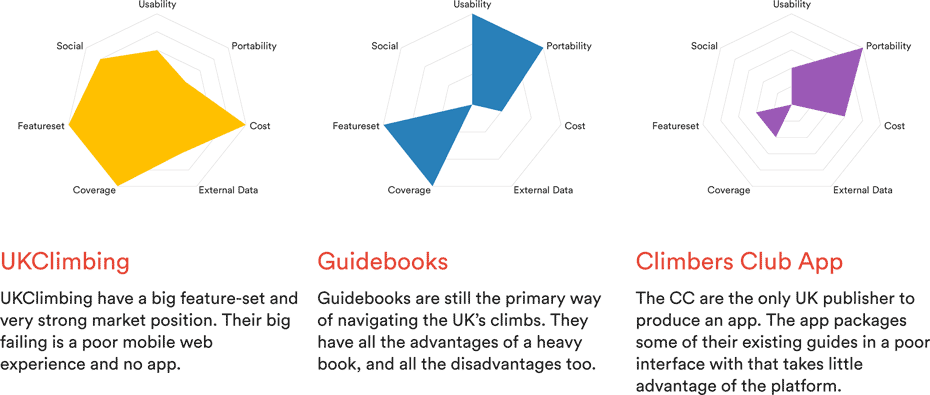 Usability
Social
Portability
Featureset
Cost
Coverage
External Data
UKClimbing
UKClimbing have a big feature-set and
very strong market position. Their big
failing is a poor mobile web
experience and no app.
Usability
Social
Portability
Featureset
Cost
Coverage
External Data
Guidebooks
Guidebooks are still the primary way
of navigating the UK’s climbs. They
have all the advantages of a heavy
book, and all the disadvantages too.
Usability
Social
Portability
Featureset
Cost
Coverage
External Data
Climbers Club App
The CC are the only UK publisher to
produce an app. The app packages
some of their existing guides in a poor
interface with that takes little
advantage of the platform.